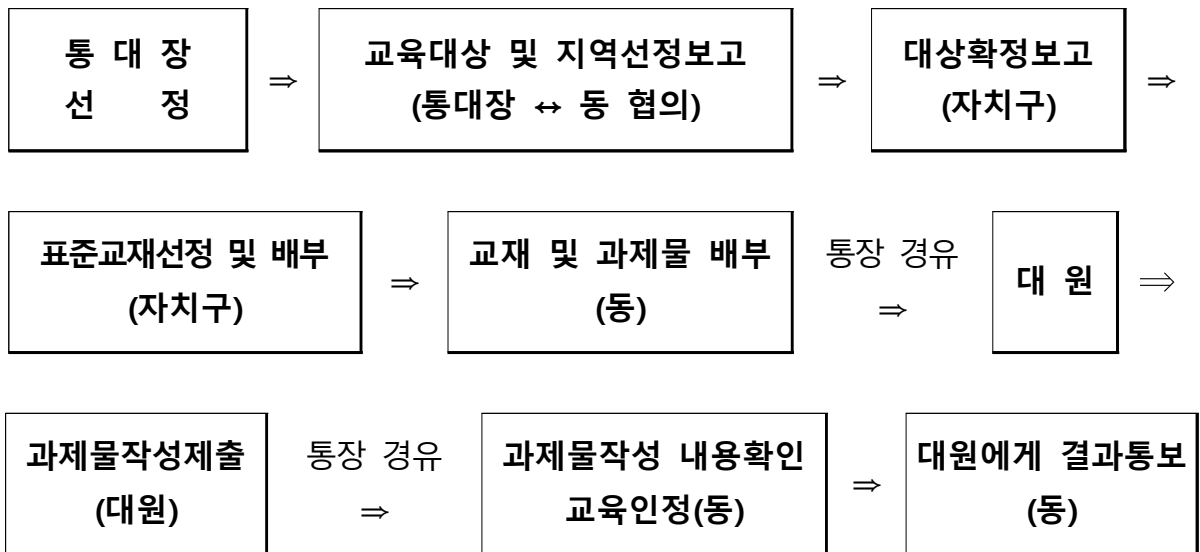 통 대 장
선 정
⇒
교육대상 및 지역선정보고
(통대장 ↔ 동 협의)
⇒
대상확정보고
(자치구)
⇒
표준교재선정 및 배부
(자치구)
⇒
교재 및 과제물 배부
(동)
통장 경유
⇒
대 원
⇒
과제물작성제출
(대원)
통장 경유
⇒
과제물작성 내용확인
교육인정(동)
⇒
대원에게 결과통보
(동)